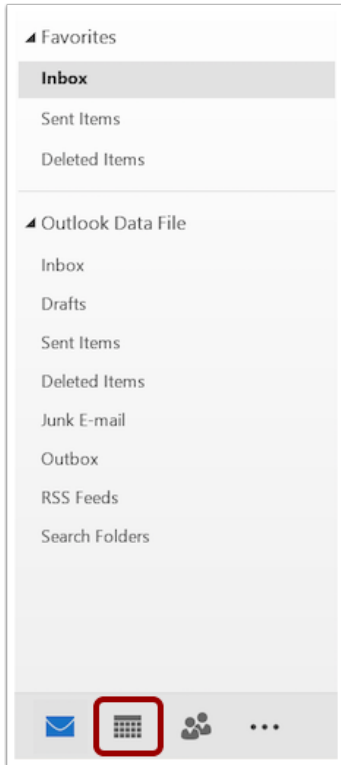 Favorites
Inbox
Sent Items
Deleted Items
Outlook Data File
Inbox
Drafts
Sent Items
Deleted Items
Junk E-mail
Outbox
RSS Feeds
Search Folders